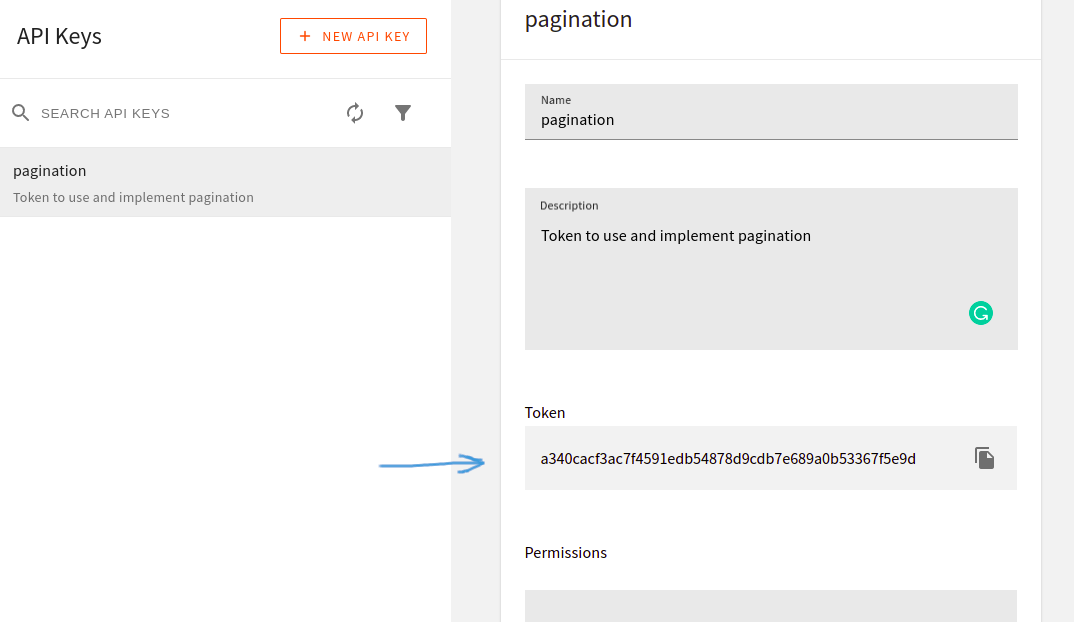 API Keys
+ NEW API KEY
SEARCH API KEYS
pagination
Token to use and implement pagination
pagination
Name
pagination
Description
Token to use and implement pagination
Token
a340cacf3ac7f4591edb54878d9cdb7e689a0b53367f5e9d
Permissions